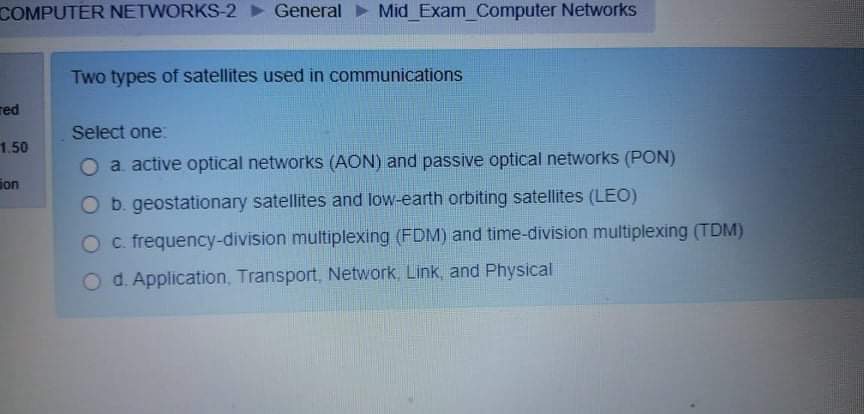 COMPUTER NETWORKS-2 ► General ► Mid_Exam_Computer Networks
Two types of satellites used in communications
1.50
Select one:
a. active optical networks (AON) and passive optical networks (PON)
b. geostationary satellites and low-earth orbiting satellites (LEO)
c. frequency-division multiplexing (FDM) and time-division multiplexing (TDM)
d. Application, Transport, Network, Link, and Physical